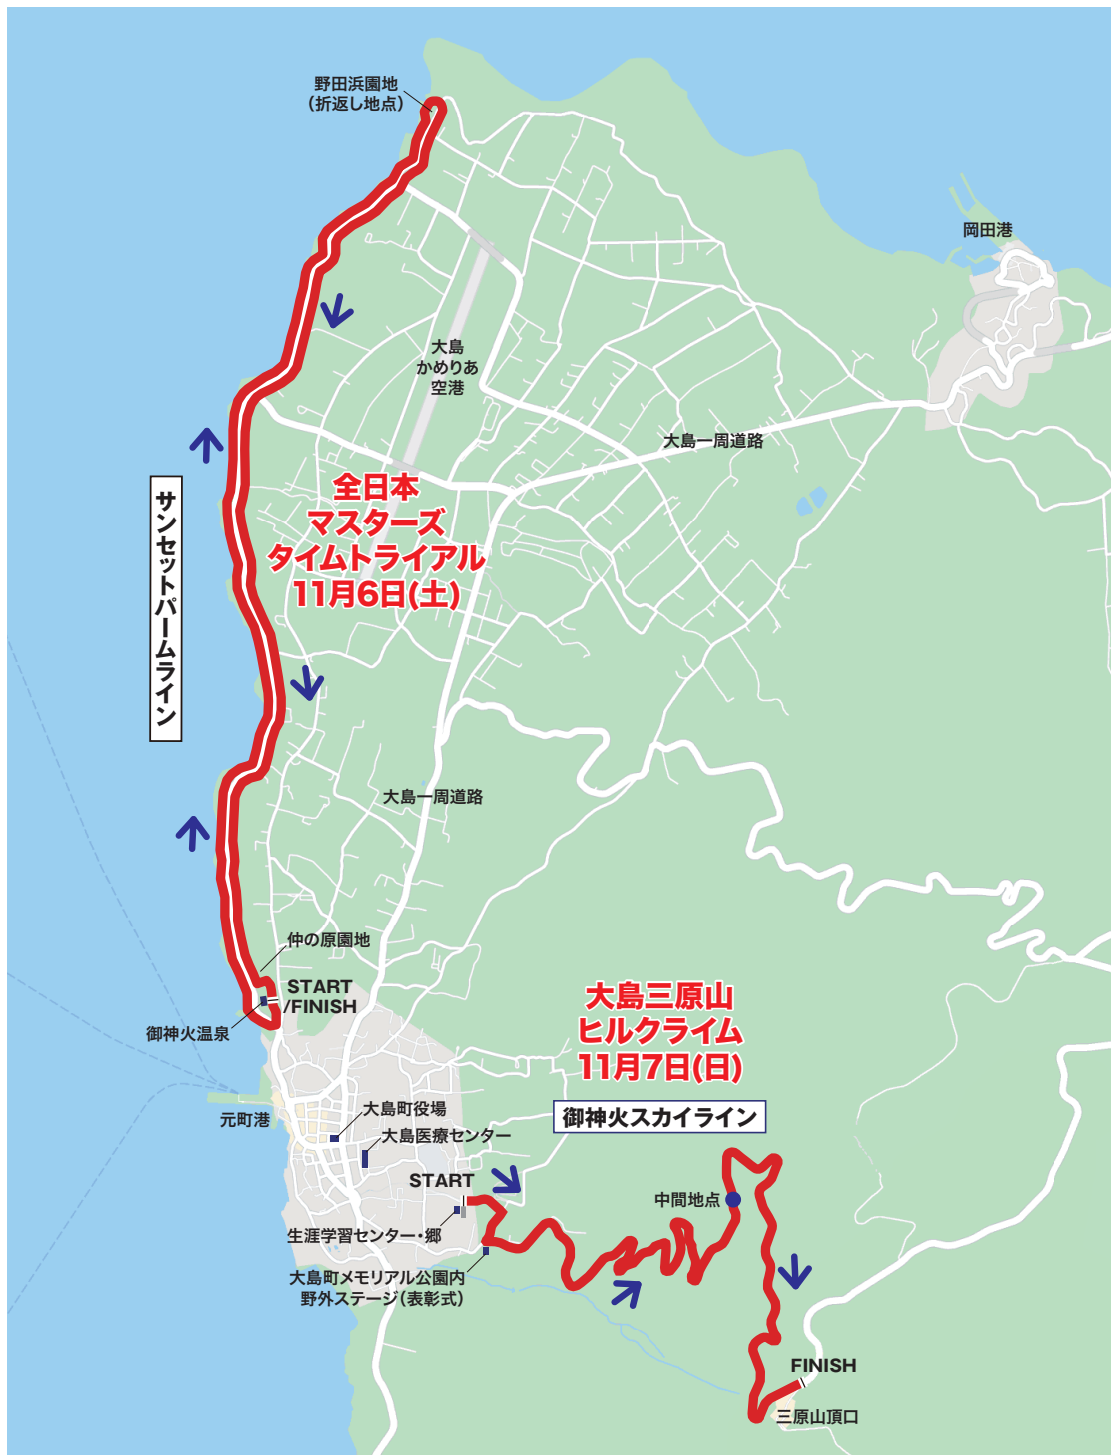 野田浜園地
（折返し地点）
岡田港
大島
かめりあ
空港
大島一周道路
サンセットパームライン
全日本
マスターズ
タイムトライアル
11月6日(土)
大島一周道路
仲の原園地
START
/FINISH
御神火温泉
大島三原山
ヒルクライム
11月7日(日)
御神火スカイライン
元町港
大島町役場
大島医療センター
START
中間地点
生涯学習センター・郷
大島町メモリアル公園内
野外ステージ（表彰式）
FINISH
三原山頂口